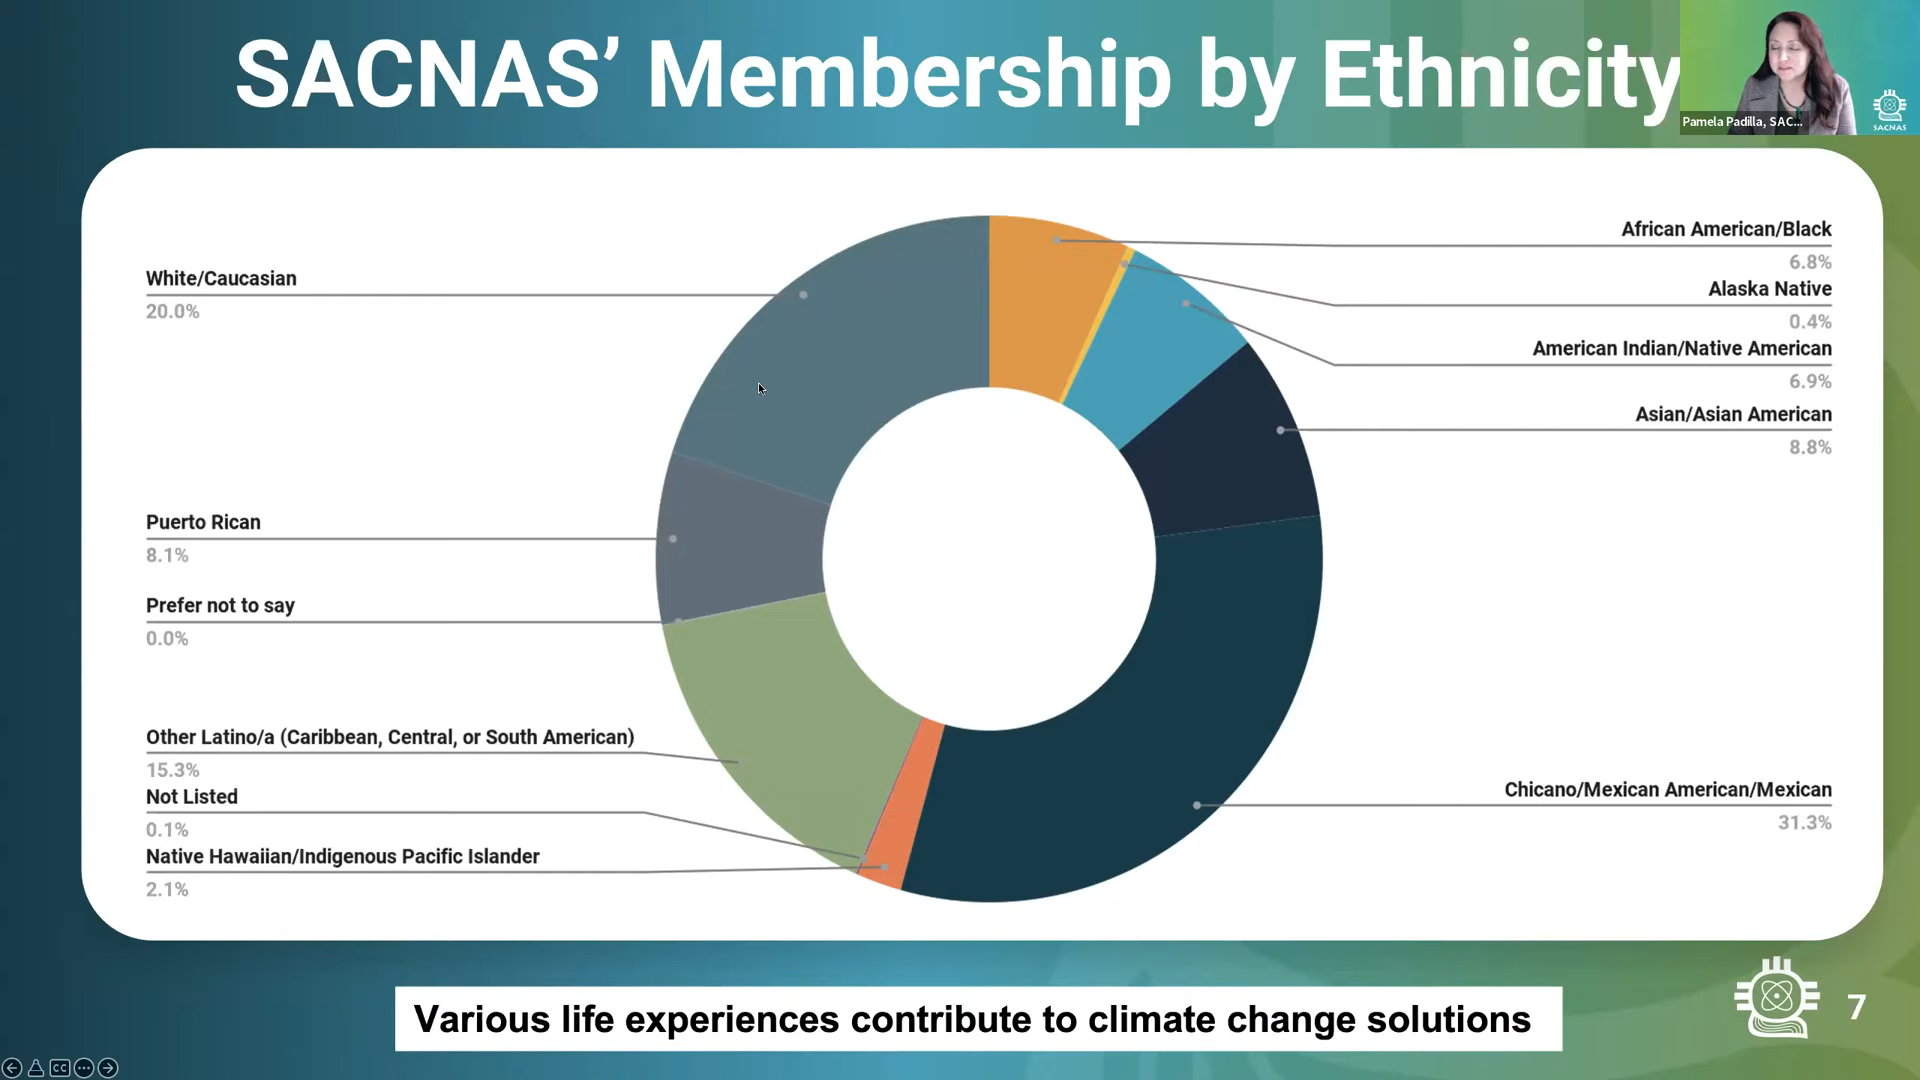 SACNAS’ Membership by Ethnicity
Pamela Padilla, SAC...
SACNAS
White/Caucasian
20.0%
Puerto Rican
8.1%
Prefer not to say
0.0%
Other Latino/a (Caribbean, Central, or South American)
15.3%
Not Listed
0.1%
Native Hawaiian/Indigenous Pacific Islander
2.1%
African American/Black
6.8%
Alaska Native
0.4%
American Indian/Native American
6.9%
Asian/Asian American
8.8%
Chicano/Mexican American/Mexican
31.3%
Various life experiences contribute to climate change solutions
7
CC